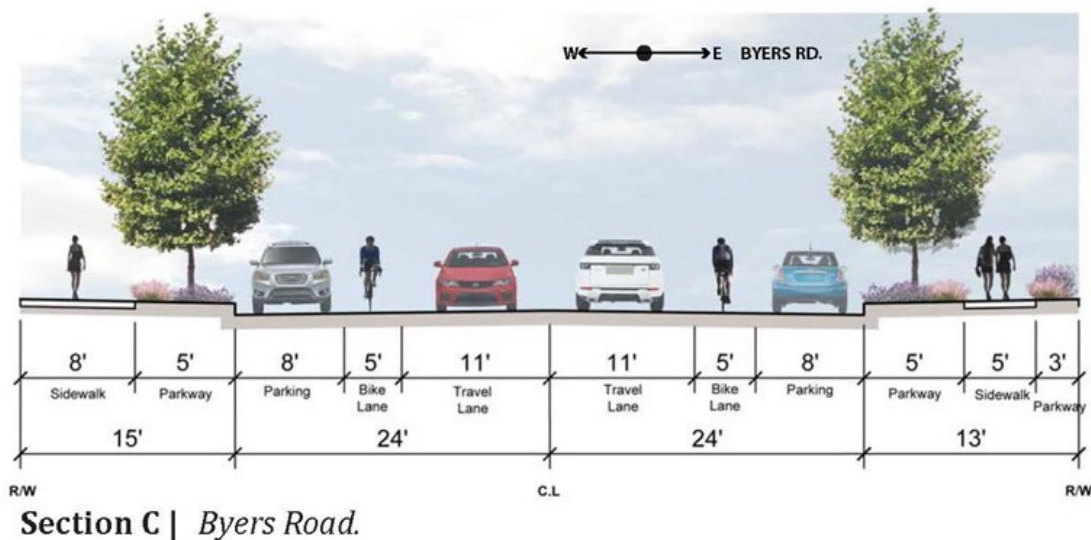 W E BYERS RD.
8' 5' 8' 5' 11' 11' 5' 8' 5' 5' 3'
Sidewalk Parkway Parking Bike Lane Travel Lane Travel Lane Bike Lane Parking Parkway Sidewalk Parkway
15' 24' 24' 13'
R/W C.L R/W
Section C | Byers Road.